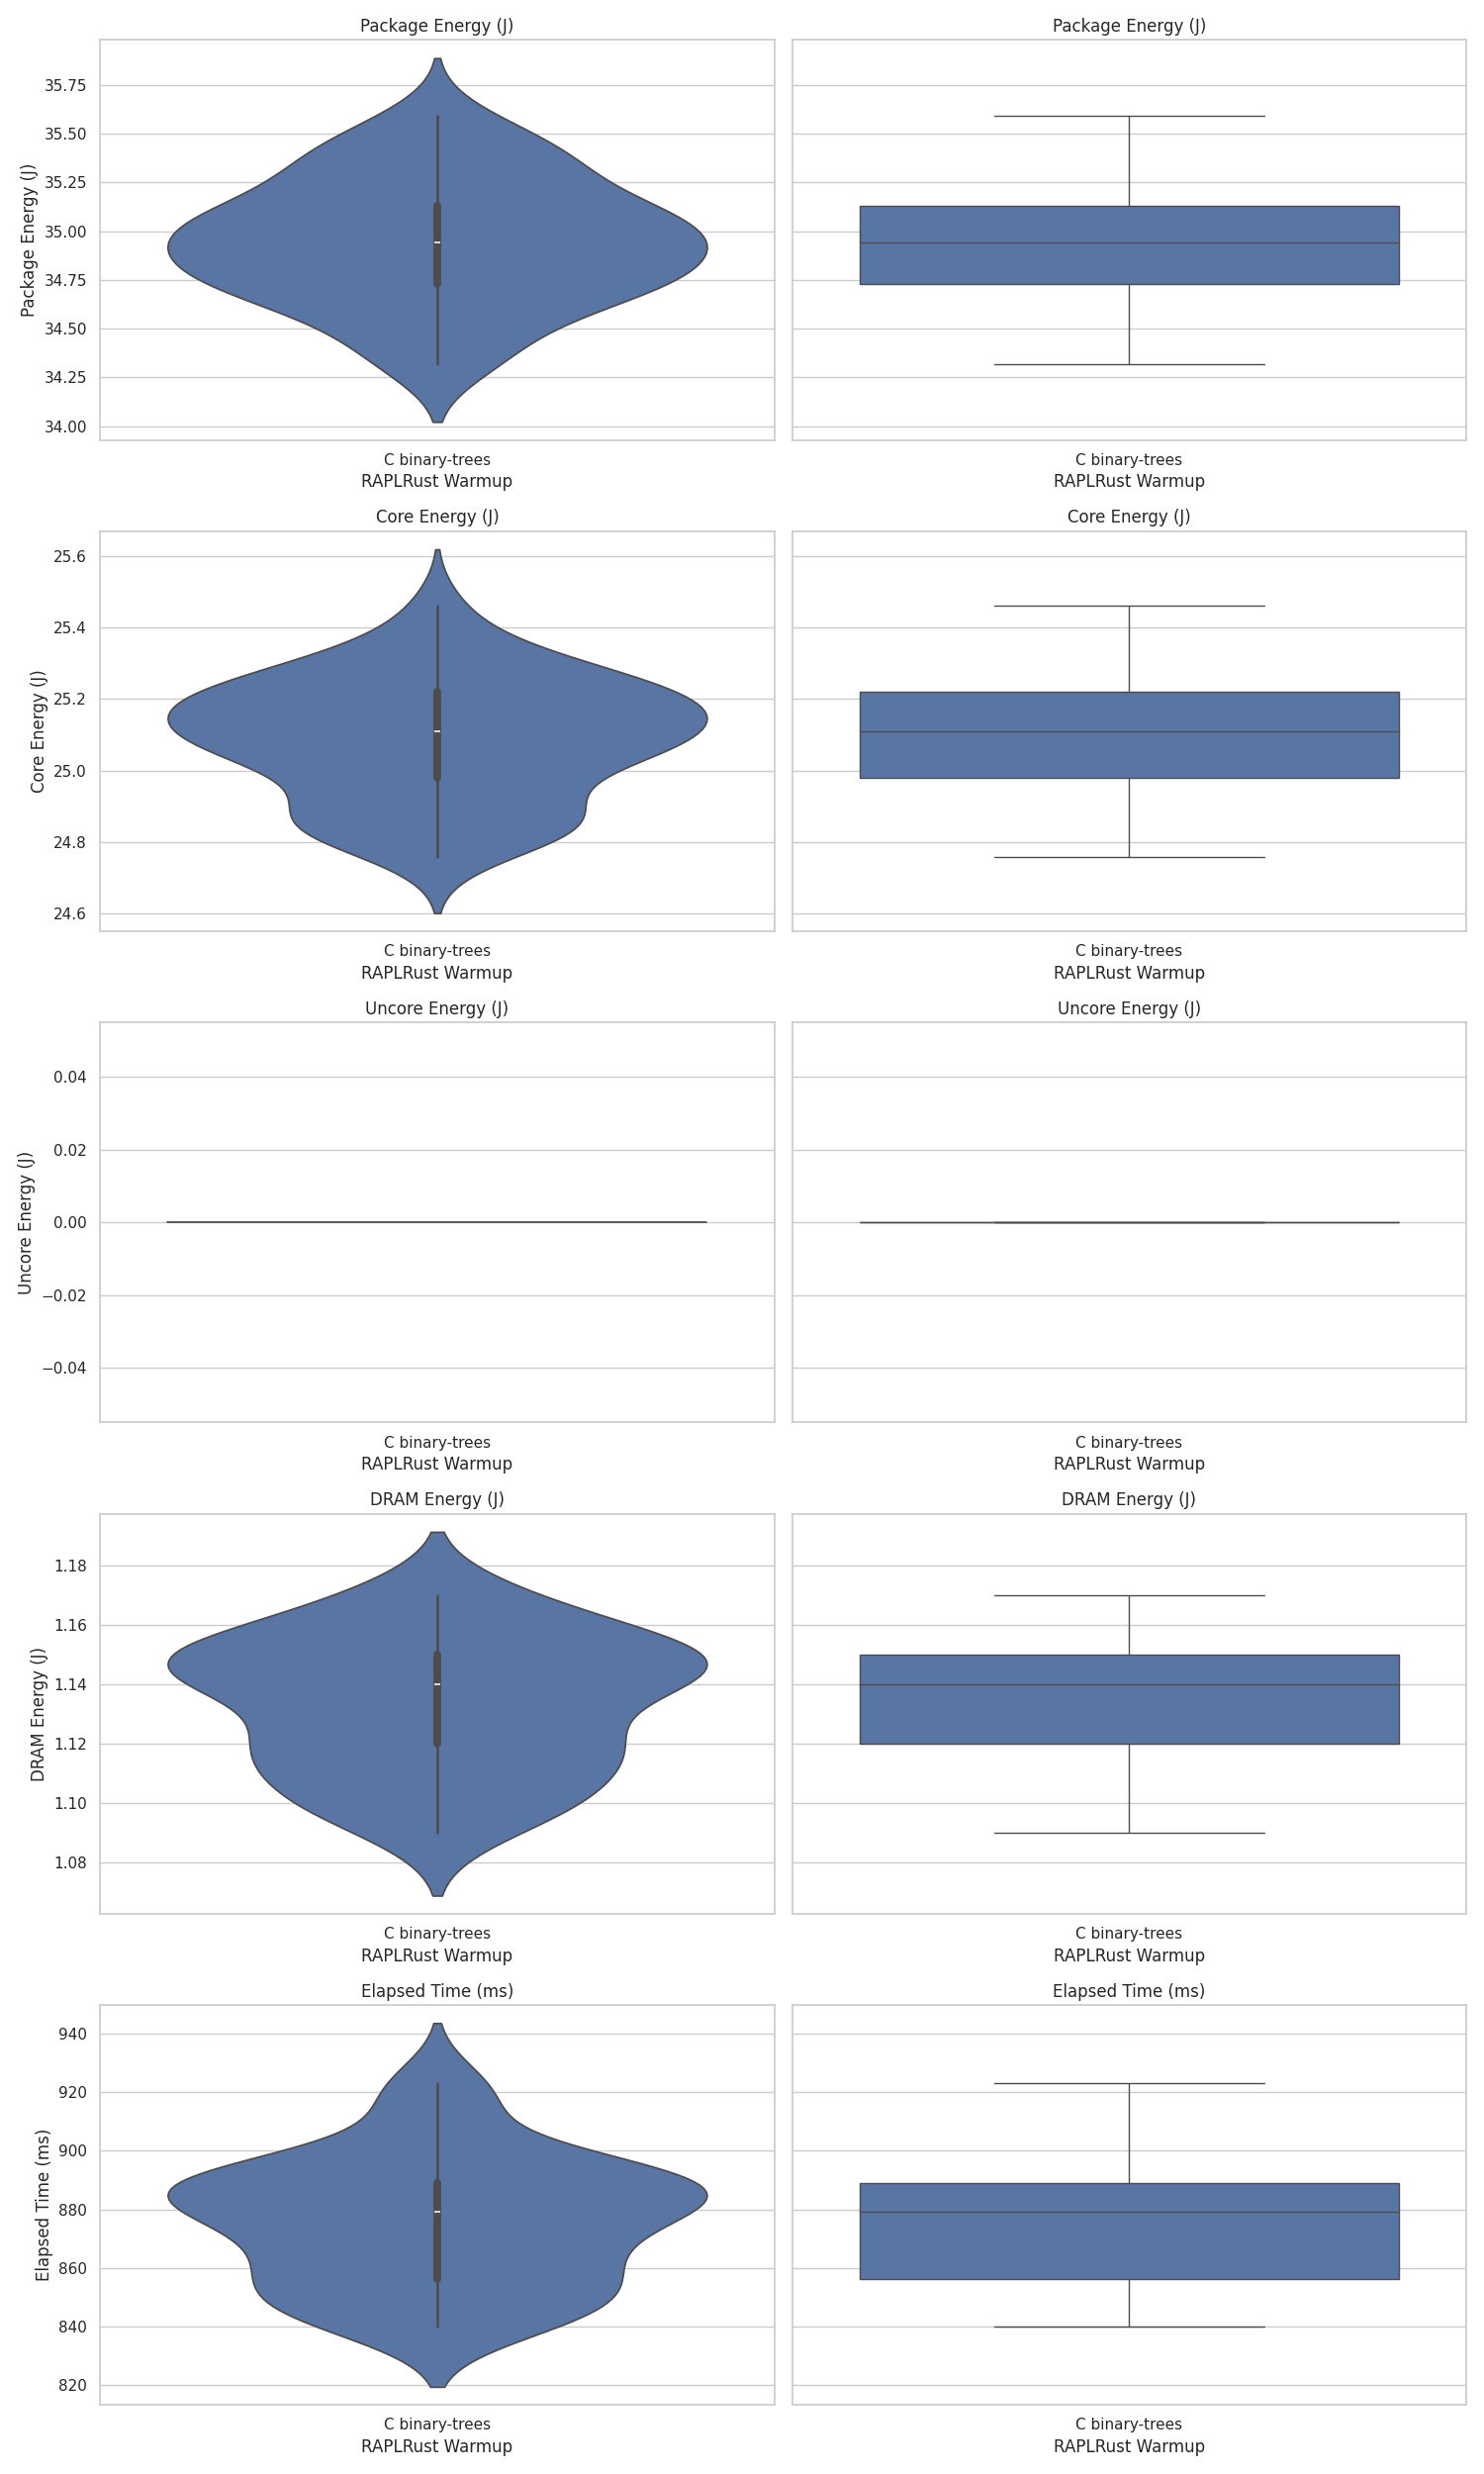 Package Energy (J)
Package Energy (J)
Package Energy (J)
35.75
35.50
35.25
35.00
34.75
34.50
34.25
34.00
C binary-trees
RAPLRust Warmup
C binary-trees
RAPLRust Warmup
Core Energy (J)
Core Energy (J)
Core Energy (J)
25.6
25.4
25.2
25.0
24.8
24.6
C binary-trees
RAPLRust Warmup
C binary-trees
RAPLRust Warmup
Uncore Energy (J)
Uncore Energy (J)
Uncore Energy (J)
0.04
0.02
0.00
−0.02
−0.04
C binary-trees
RAPLRust Warmup
C binary-trees
RAPLRust Warmup
DRAM Energy (J)
DRAM Energy (J)
DRAM Energy (J)
1.18
1.16
1.14
1.12
1.10
1.08
C binary-trees
RAPLRust Warmup
C binary-trees
RAPLRust Warmup
Elapsed Time (ms)
Elapsed Time (ms)
Elapsed Time (ms)
940
920
900
880
860
840
820
C binary-trees
RAPLRust Warmup
C binary-trees
RAPLRust Warmup